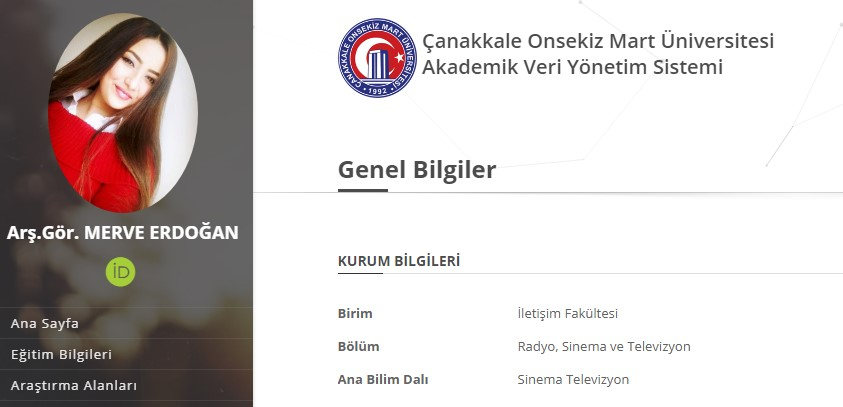 Çanakkale Onsekiz Mart Üniversitesi
Akademik Veri Yönetim Sistemi
ÇANAKKALE ONSEKİZ MART ÜNİVERSİTESİ
1992
Genel Bilgiler
Arş.Gör. MERVE ERDOĞAN
iD
Ana Sayfa
Eğitim Bilgileri
Araştırma Alanları
KURUM BİLGİLERİ
Birim İletişim Fakültesi
Bölüm Radyo, Sinema ve Televizyon
Ana Bilim Dalı Sinema Televizyon